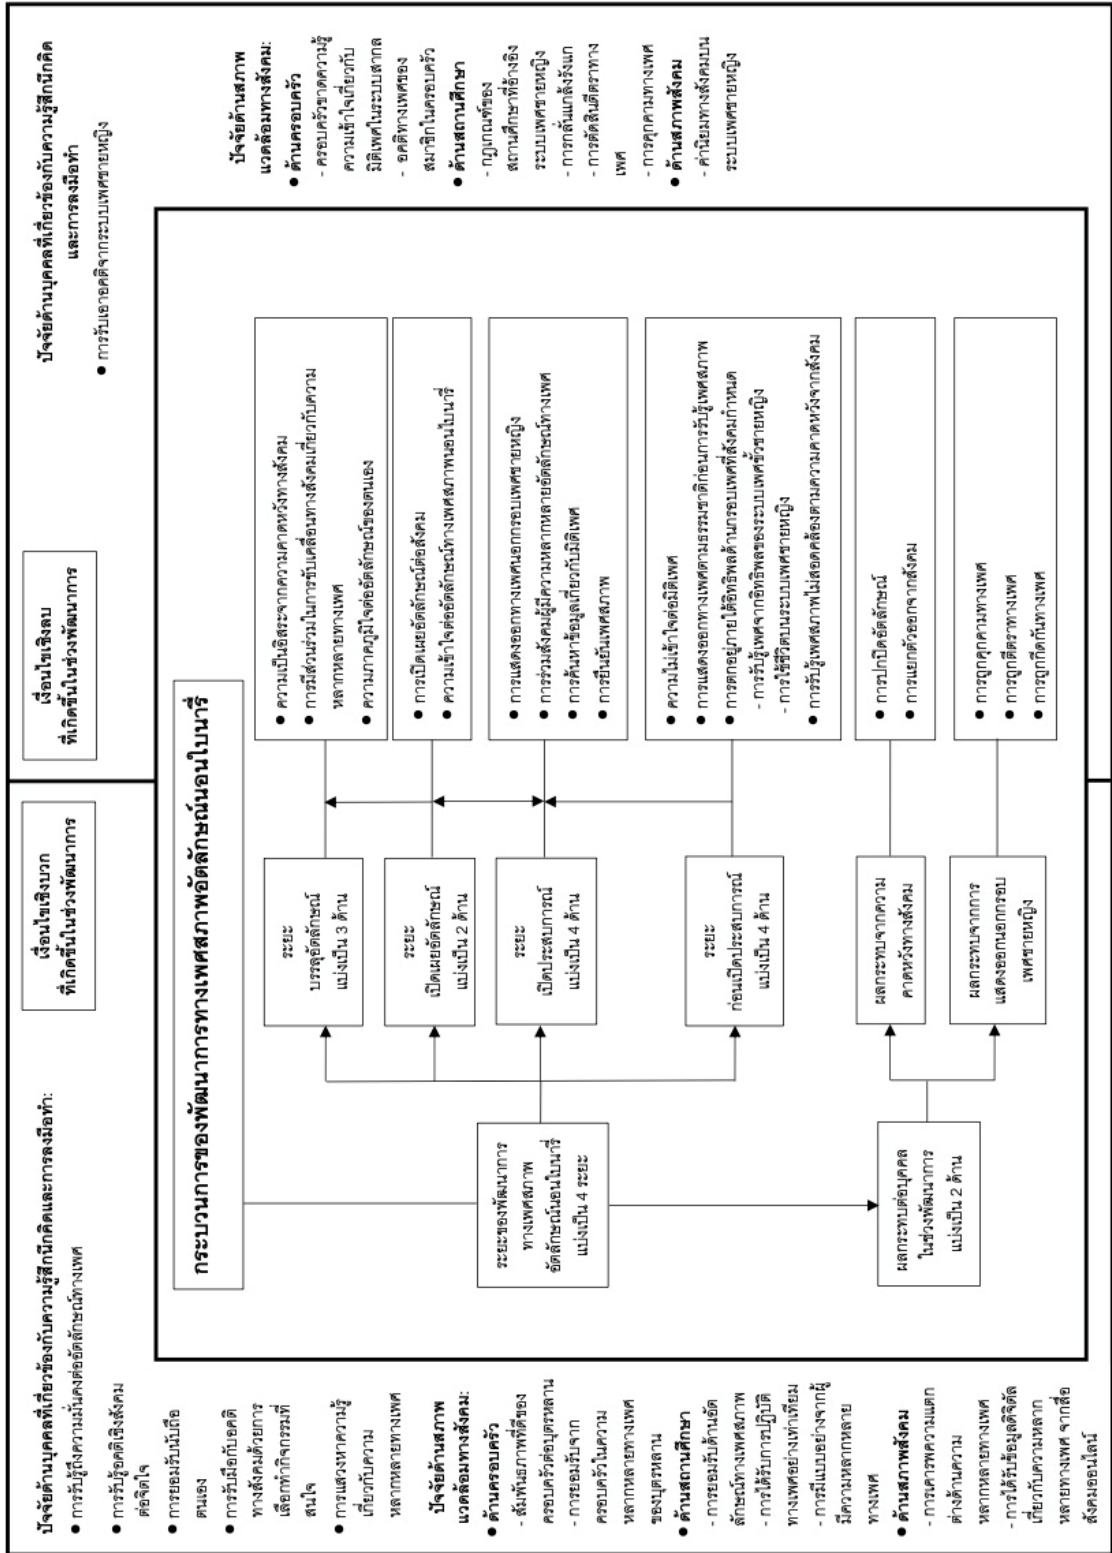 เงื่อนไขเชิงบวก
ที่เกิดขึ้นในช่วงพัฒนาการ
ปัจจัยด้านบุคคลที่เกี่ยวข้องกับความรู้สึกนึกคิดและการลงมือทำ:
● การรับรู้ถึงความมั่นคงต่ออัตลักษณ์ทางเพศ
● การรับรู้อคติเชิงสังคม
ต่อจิตใจ
● การยอมรับนับถือ
ตนเอง
● การรับมือกับอคติ
ทางสังคมด้วยการ
เลือกทำกิจกรรมที่
สนใจ
● การแสวงหาความรู้
เกี่ยวกับความ
หลากหลายทางเพศ
ปัจจัยด้านสภาพ
แวดล้อมทางสังคม:
● ด้านครอบครัว
- สัมพันธภาพที่ดีของ
ครอบครัวต่อบุตรหลาน
- การยอมรับจาก
ครอบครัวในความ
หลากหลายทางเพศ
ของบุตรหลาน
● ด้านสถานศึกษา
- การยอมรับด้านอัต
ลักษณ์ทางเพศสภาพ
- การได้รับการปฏิบัติ
ทางเพศอย่างเท่าเทียม
- การมีแบบอย่างจากผู้
มีความหลากหลาย
ทางเพศ
● ด้านสภาพสังคม
- การเคารพความแตก
ต่างด้านความ
หลากหลายทางเพศ
- การได้รับข้อมูลดิจิตัล
เกี่ยวกับความหลาก
หลายทางเพศ จากสื่อ
สังคมออนไลน์
เงื่อนไขเชิงลบ
ที่เกิดขึ้นในช่วงพัฒนาการ
ปัจจัยด้านบุคคลที่เกี่ยวข้องกับความรู้สึกนึกคิด
และการลงมือทำ
● การรับเอาอคติจากระบบเพศชายหญิง
ปัจจัยด้านสภาพ
แวดล้อมทางสังคม:
● ด้านครอบครัว
- ครอบครัวขาดความรู้
ความเข้าใจเกี่ยวกับ
มิติเพศในระบบสากล
- อคติทางเพศของ
สมาชิกในครอบครัว
● ด้านสถานศึกษา
- กฎเกณฑ์ของ
สถานศึกษาที่อ้างอิง
ระบบเพศชายหญิง
- การกลั่นแกล้งรังแก
- การตัดสินตีตราทาง
เพศ
- การคุกคามทางเพศ
● ด้านสภาพสังคม
- ค่านิยมทางสังคมบน
ระบบเพศชายหญิง
กระบวนการของพัฒนาการทางเพศสภาพอัตลักษณ์นอนไบนารี่
ระยะของพัฒนาการ
ทางเพศสภาพ
อัตลักษณ์นอนไบนารี่
แบ่งเป็น 4 ระยะ
ระยะ
บรรลุอัตลักษณ์
แบ่งเป็น 3 ด้าน
● ความเป็นอิสระจากความคาดหวังทางสังคม
● การมีส่วนร่วมในการขับเคลื่อนทางสังคมเกี่ยวกับความ
หลากหลายทางเพศ
● ความภาคภูมิใจต่ออัตลักษณ์ของตนเอง
ระยะ
เปิดเผยอัตลักษณ์
แบ่งเป็น 2 ด้าน
● การเปิดเผยอัตลักษณ์ต่อสังคม
● ความเข้าใจต่ออัตลักษณ์ทางเพศสภาพนอนไบนารี่
ระยะ
เปิดประสบการณ์
แบ่งเป็น 4 ด้าน
● การแสดงออกทางเพศนอกกรอบเพศชายหญิง
● การร่วมสังคมผู้มีความหลากหลายอัตลักษณ์ทางเพศ
● การค้นหาข้อมูลเกี่ยวกับมิติเพศ
● การยืนยันเพศสภาพ
ระยะ
ก่อนเปิดประสบการณ์
แบ่งเป็น 4 ด้าน
● ความไม่เข้าใจต่อมิติเพศ
● การแสดงออกทางเพศตามธรรมชาติก่อนการรับรู้เพศสภาพ
● การตกอยู่ภายใต้อิทธิพลด้านกรอบเพศที่สังคมกำหนด
- การรับรู้เพศจากอิทธิพลของระบบเพศขั้วชายหญิง
- การใช้ชีวิตบนระบบเพศชายหญิง
● การรับรู้เพศสภาพไม่สอดคล้องตามความคาดหวังจากสังคม
ผลกระทบต่อบุคคล
ในช่วงพัฒนาการ
แบ่งเป็น 2 ด้าน
ผลกระทบจากความ
คาดหวังทางสังคม
● การปกปิดอัตลักษณ์
● การแยกตัวออกจากสังคม
ผลกระทบจากการ
แสดงออกนอกกรอบ
เพศชายหญิง
● การถูกคุกคามทางเพศ
● การถูกตีตราทางเพศ
● การถูกกีดกันทางเพศ